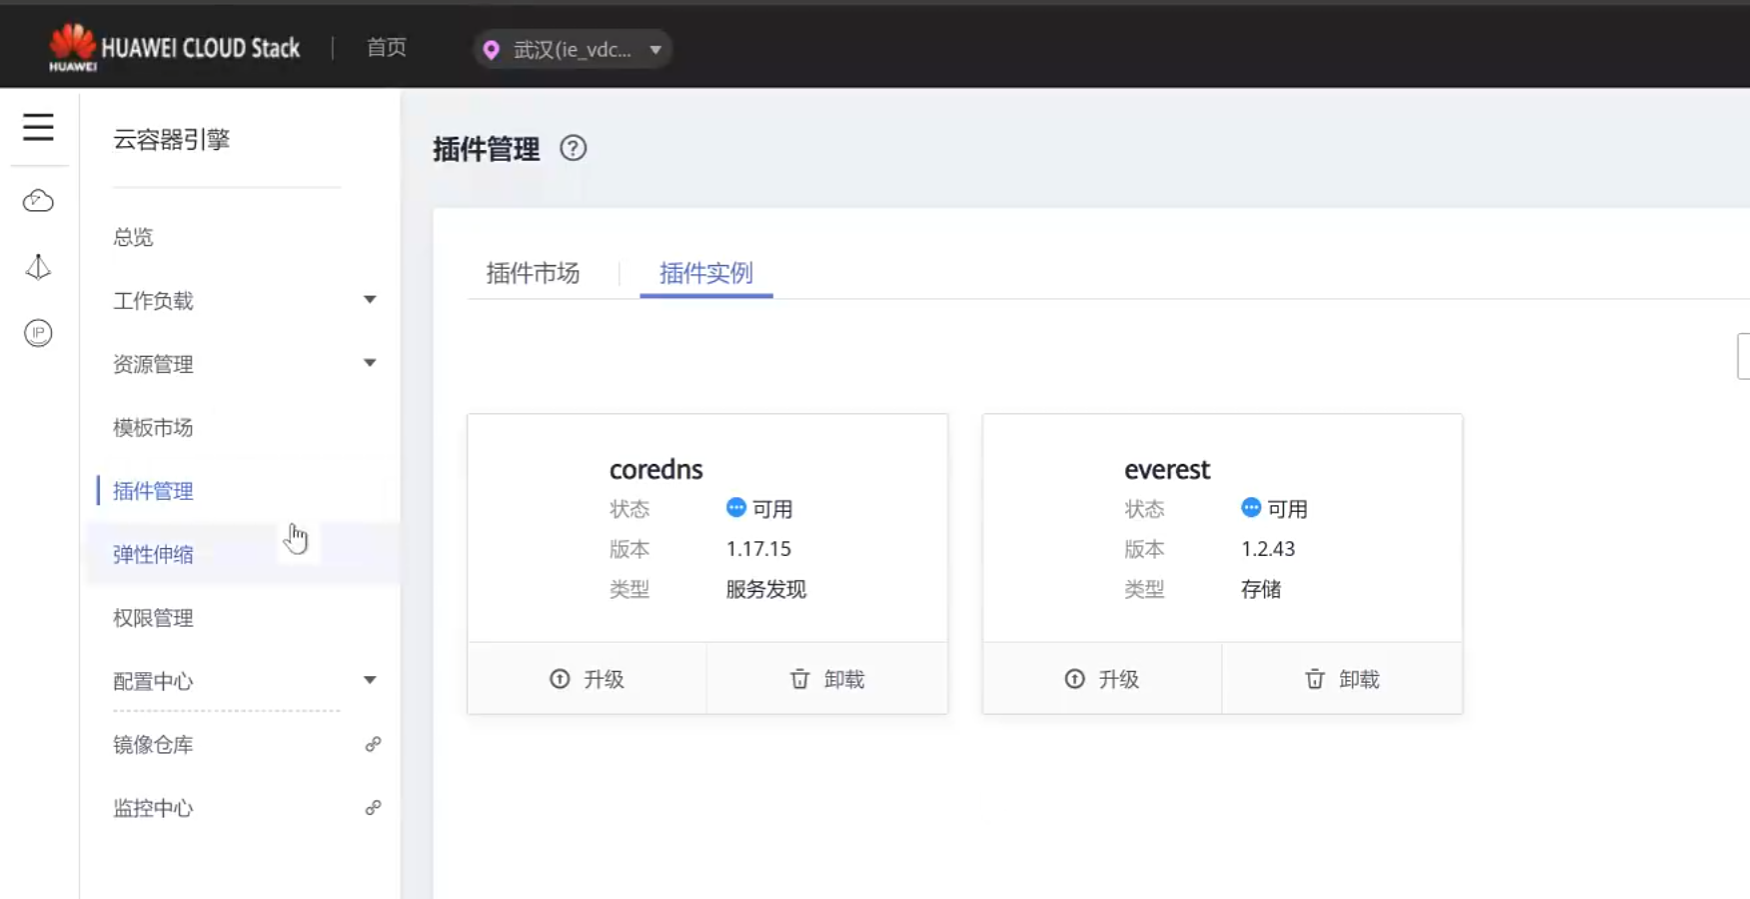 HUAWEI
HUAWEI CLOUD Stack
首页
武汉(ie_vdc...
云容器引擎
总览
工作负载
资源管理
模板市场
插件管理
弹性伸缩
权限管理
配置中心
镜像仓库
监控中心
IP
插件管理 ?
插件市场
插件实例
coredns
状态 可用
版本 1.17.15
类型 服务发现
升级 卸载
everest
状态 可用
版本 1.2.43
类型 存储
升级 卸载